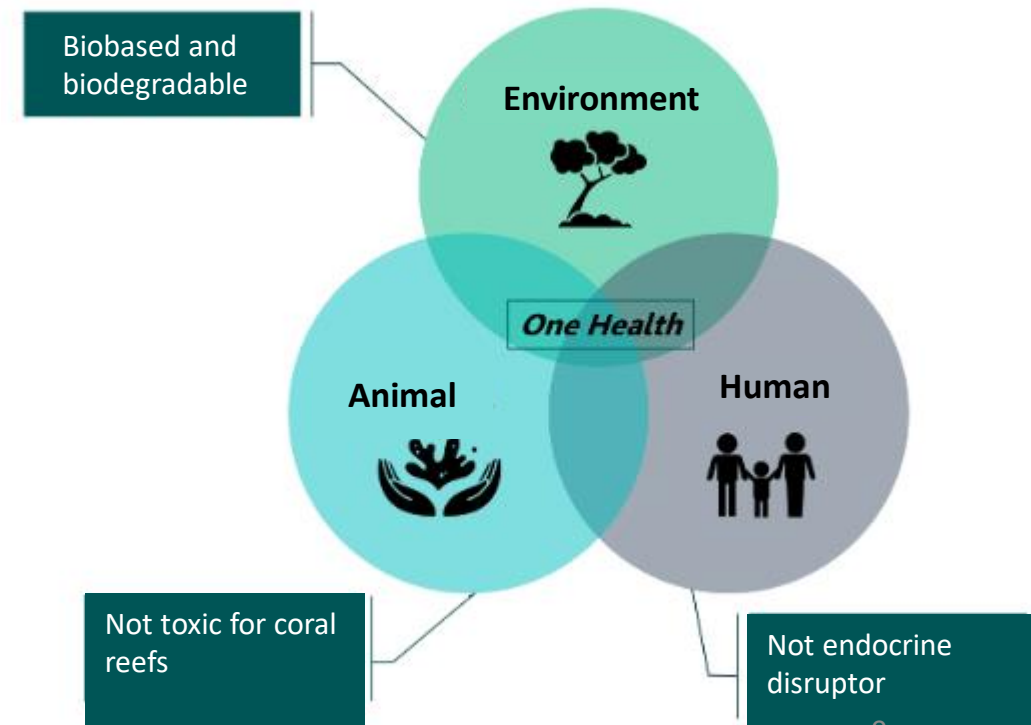 Biobased and
biodegradable
Environment
One Health
Animal
Human
Not toxic for coral
reefs
Not endocrine
disruptor